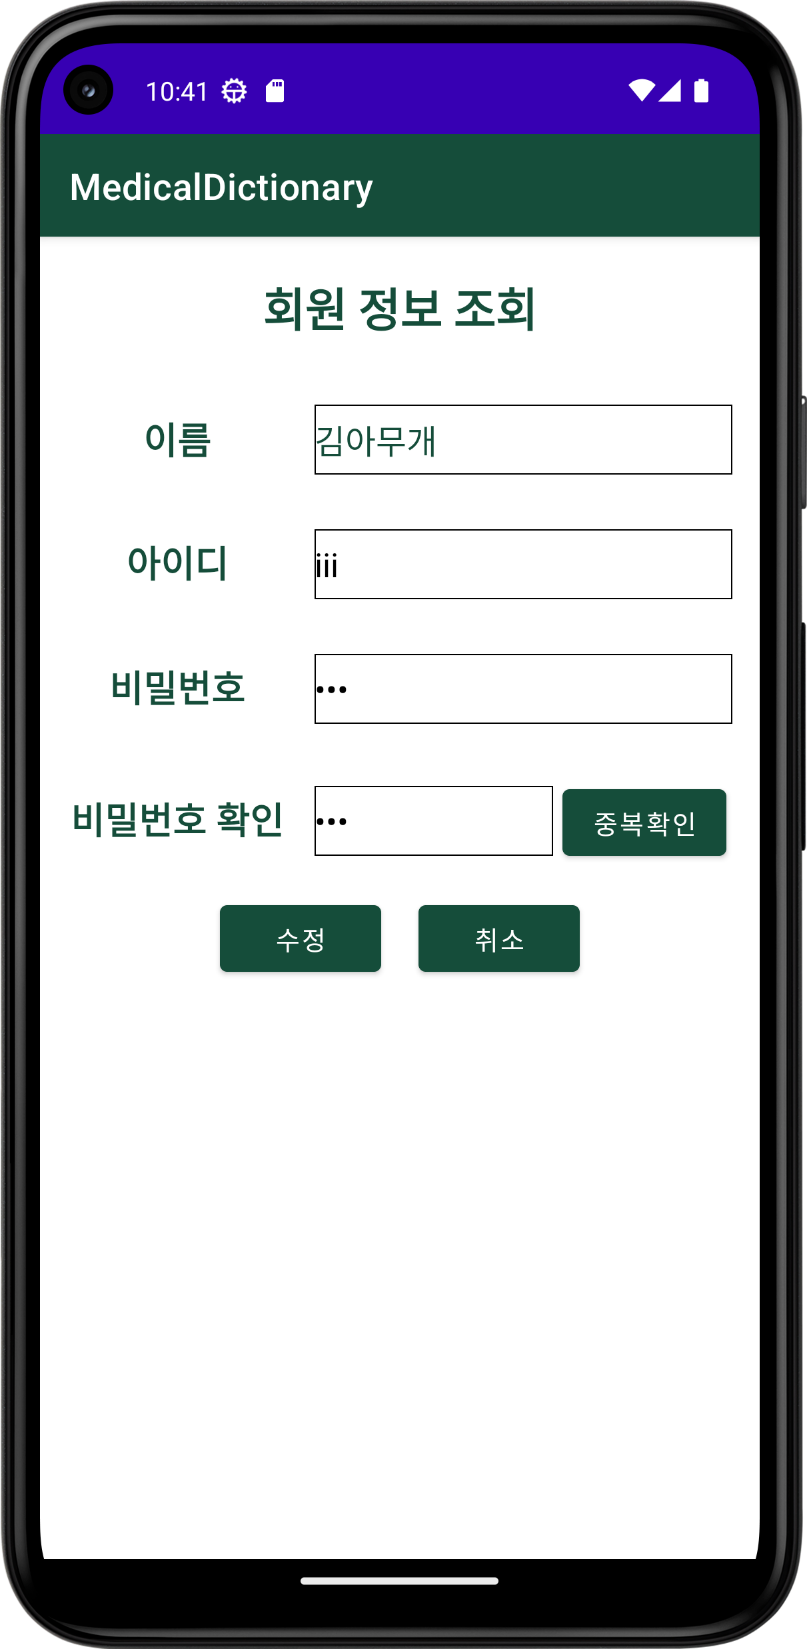 10:41
MedicalDictionary
회원 정보 조회
이름 김아무개
아이디 iii
비밀번호 •••
비밀번호 확인 ••• 중복확인
수정 취소